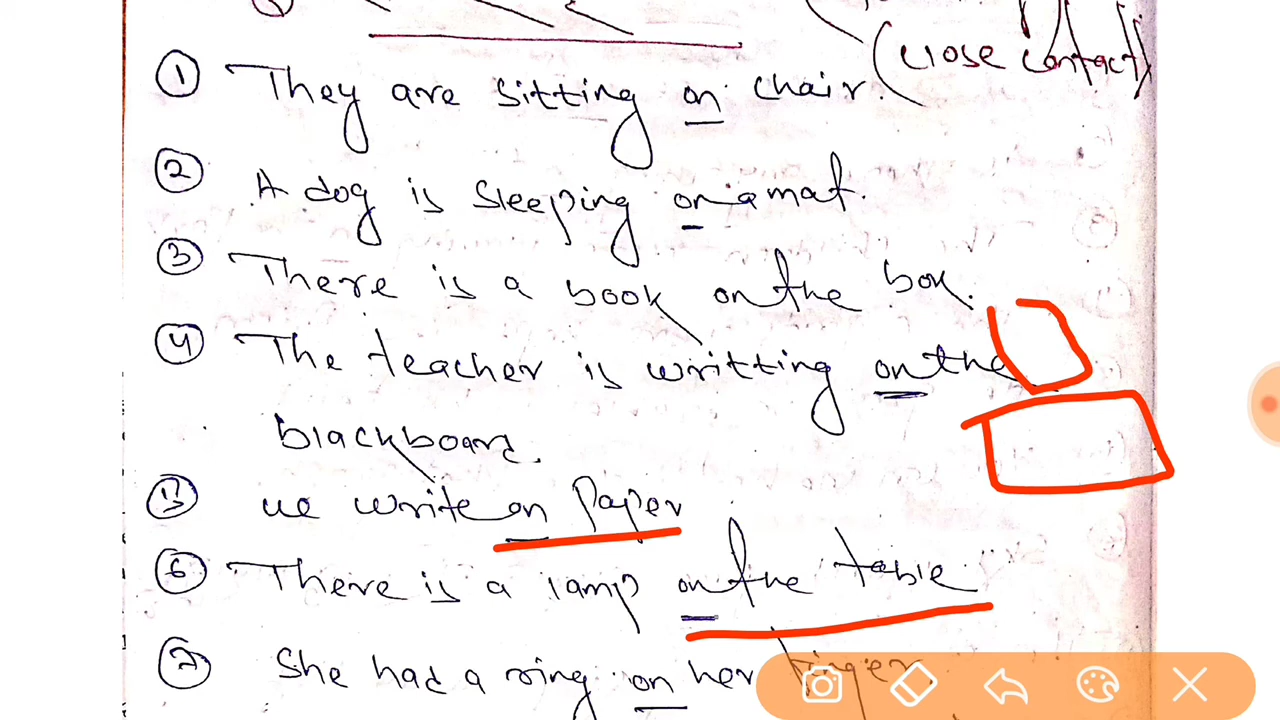 (close contact)
① They are sitting on chair.
② A dog is sleeping on a mat.
③ There is a book on the box.
④ The teacher is writting on the
blackboard.
we write on paper
⑥ There is a lamp on the table
⑦ She had a ring on her finger.